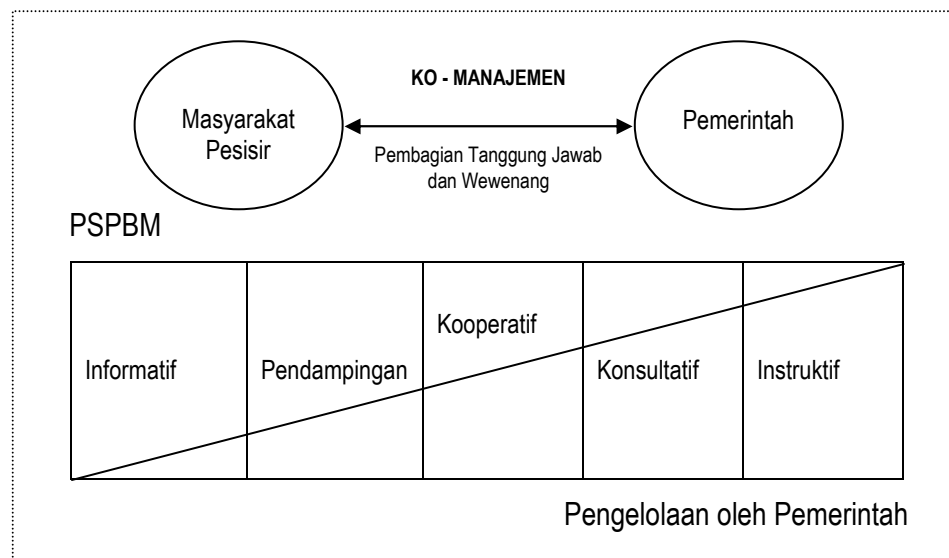 KO - MANAJEMEN
Masyarakat
Pesisir
Pemerintah
Pembagian Tanggung Jawab
dan Wewenang
PSPBM
Kooperatif
Informatif
Pendampingan
Konsultatif
Instruktif
Pengelolaan oleh Pemerintah